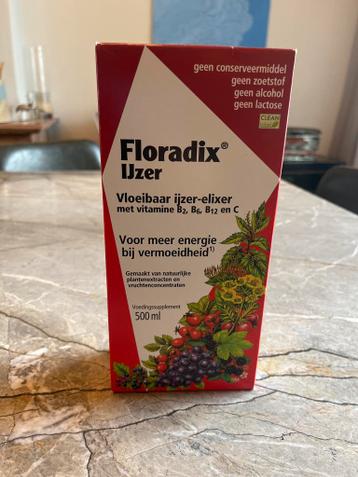 geen conserveermiddel
geen zoetstof
geen alcohol
geen lactose
CLEAN
Floradix®
IJzer
Vloeibaar ijzer-elixer
met vitamine B2, B6, B12 en C
Voor meer energie
bij vermoeidheid¹⁾
Gemaakt van natuurlijke
plantenextracten en
vruchtenconcentraten
Voedingssupplement
500 ml